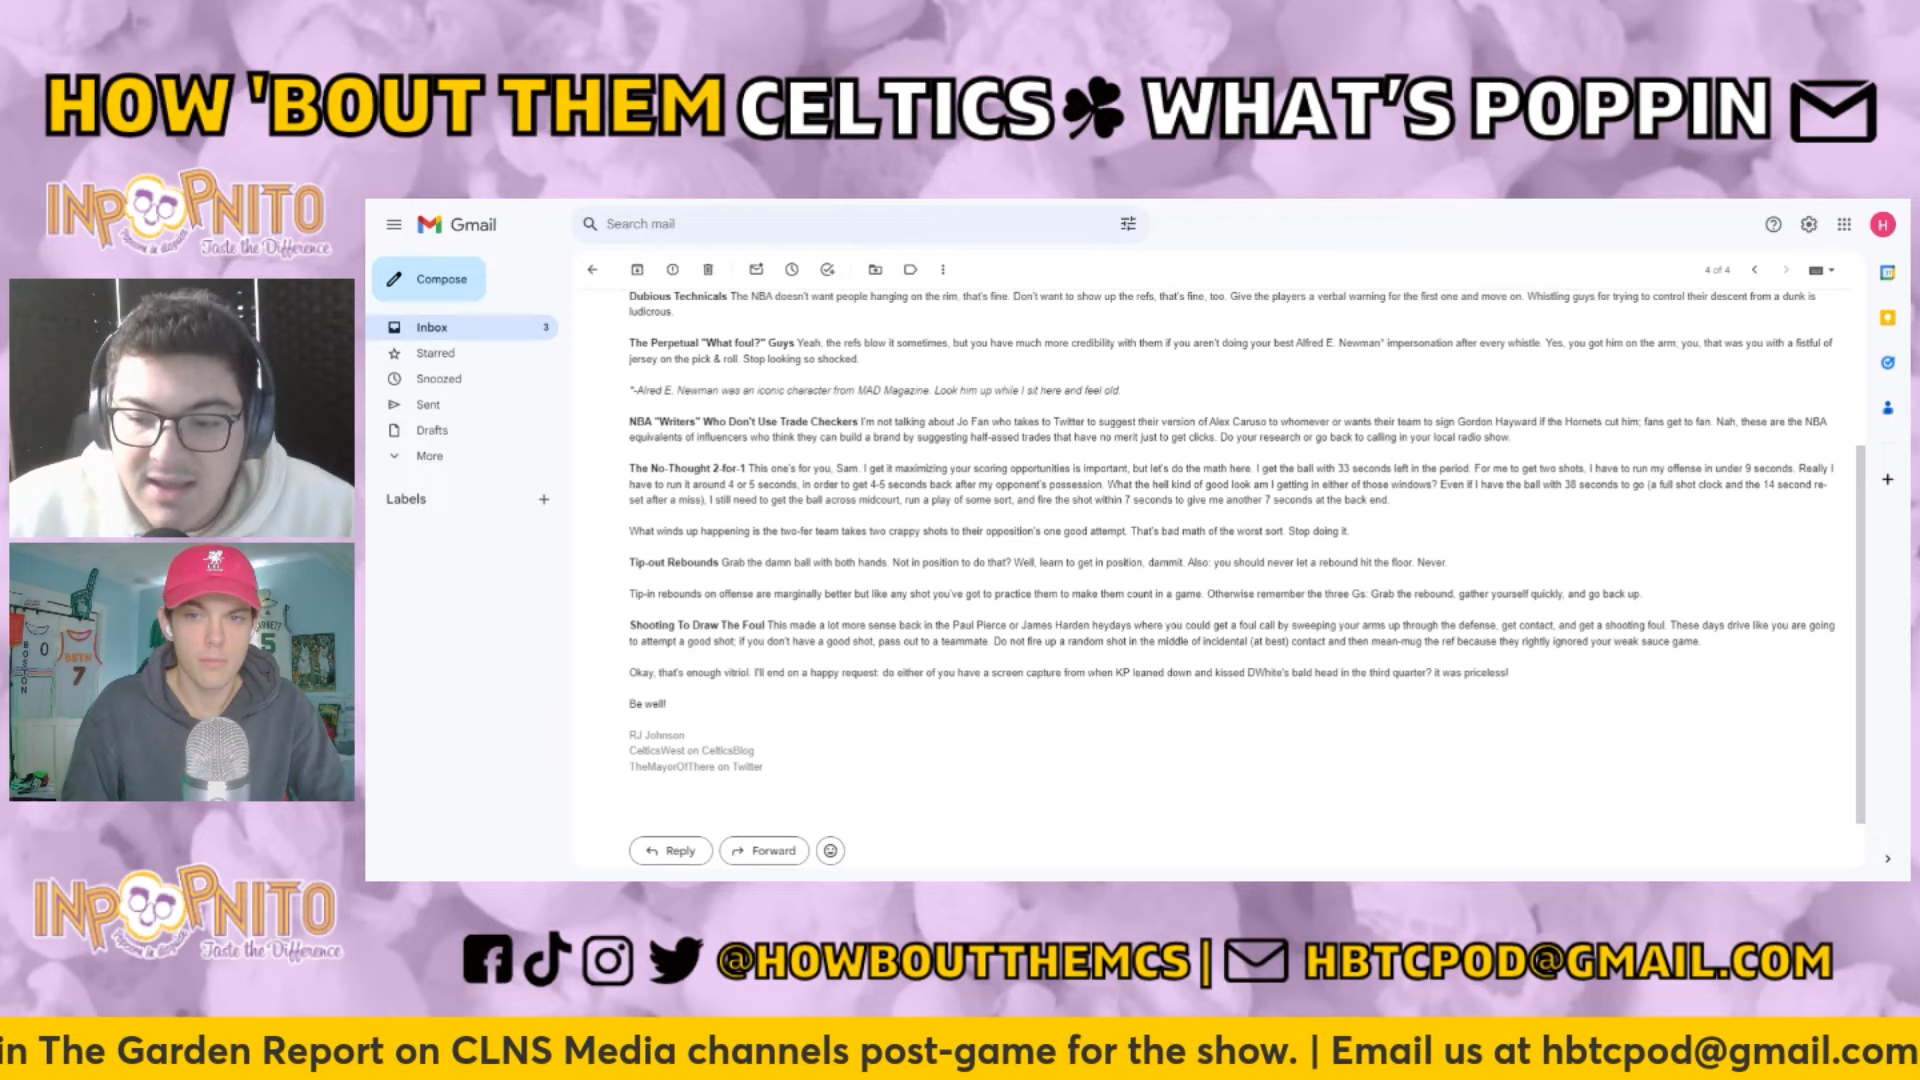 HOW 'BOUT THEM CELTICS WHAT'S POPPIN
INPOPNITO
Taste the Difference
Gmail
Search mail
H
Compose
4 of 4
Inbox 3
Starred
Snoozed
Sent
Drafts
More
Labels
Dubious Technicals The NBA doesn't want people hanging on the rim, that's fine. Don't want to show up the refs, that's fine, too. Give the players a verbal warning for the first one and move on. Whistling guys for trying to control their descent from a dunk is
ludicrous.
The Perpetual "What foul?" Guys Yeah, the refs blow it sometimes, but you have much more credibility with them if you aren't doing your best Alfred E. Newman* impersonation after every whistle. Yes, you got him on the arm; you, that was you with a fistful of
jersey on the pick & roll. Stop looking so shocked.
*-Alred E. Newman was an iconic character from MAD Magazine. Look him up while I sit here and feel old.
NBA "Writers" Who Don't Use Trade Checkers I'm not talking about Jo Fan who takes to Twitter to suggest their version of Alex Caruso to whomever or wants their team to sign Gordon Hayward if the Hornets cut him; fans get to fan. Nah, these are the NBA
equivalents of influencers who think they can build a brand by suggesting half-assed trades that have no merit just to get clicks. Do your research or go back to calling in your local radio show.
The No-Thought 2-for-1 This one's for you, Sam. I get it maximizing your scoring opportunities is important, but let's do the math here. I get the ball with 33 seconds left in the period. For me to get two shots, I have to run my offense in under 9 seconds. Really I
have to run it around 4 or 5 seconds, in order to get 4-5 seconds back after my opponent's possession. What the hell kind of good look am I getting in either of those windows? Even if I have the ball with 38 seconds to go (a full shot clock and the 14 second re-
set after a miss), I still need to get the ball across midcourt, run a play of some sort, and fire the shot within 7 seconds to give me another 7 seconds at the back end.
What winds up happening is the two-fer team takes two crappy shots to their opposition's one good attempt. That's bad math of the worst sort. Stop doing it.
Tip-out Rebounds Grab the damn ball with both hands. Not in position to do that? Well, learn to get in position, dammit. Also: you should never let a rebound hit the floor. Never.
Tip-in rebounds on offense are marginally better but like any shot you've got to practice them to make them count in a game. Otherwise remember the three Gs: Grab the rebound, gather yourself quickly, and go back up.
Shooting To Draw The Foul This made a lot more sense back in the Paul Pierce or James Harden heydays where you could get a foul call by sweeping your arms up through the defense, get contact, and get a shooting foul. These days drive like you are going
to attempt a good shot; if you don't have a good shot, pass out to a teammate. Do not fire up a random shot in the middle of incidental (at best) contact and then mean-mug the ref because they rightly ignored your weak sauce game.
Okay, that's enough vitriol. I'll end on a happy request: do either of you have a screen capture from when KP leaned down and kissed DWhite's bald head in the third quarter? it was priceless!
Be well!
RJ Johnson
CelticsWest on CelticsBlog
TheMayorOfThere on Twitter
Reply
Forward
BOSTON
0
BSTN
7
5
INPOPNITO
Taste the Difference
@HOWBOUTTHEMCS | HBTCPOD@GMAIL.COM
in The Garden Report on CLNS Media channels post-game for the show. | Email us at hbtcpod@gmail.com